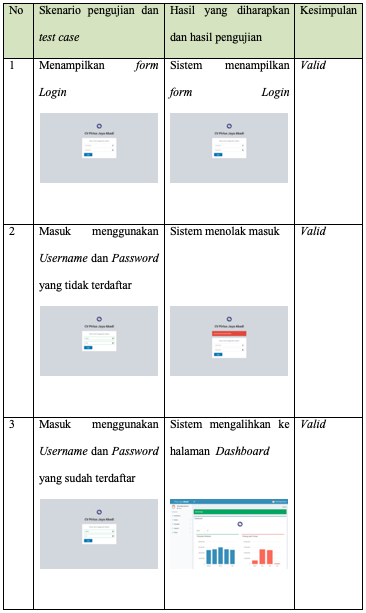 No
Skenario pengujian dan
test case
Hasil yang diharapkan
dan hasil pengujian
Kesimpulan
1
Menampilkan form
Login
Sistem menampilkan
form Login
Valid
2
Masuk menggunakan
Username dan Password
yang tidak terdaftar
Sistem menolak masuk
Valid
3
Masuk menggunakan
Username dan Password
yang sudah terdaftar
Sistem mengalihkan ke
halaman Dashboard
Valid